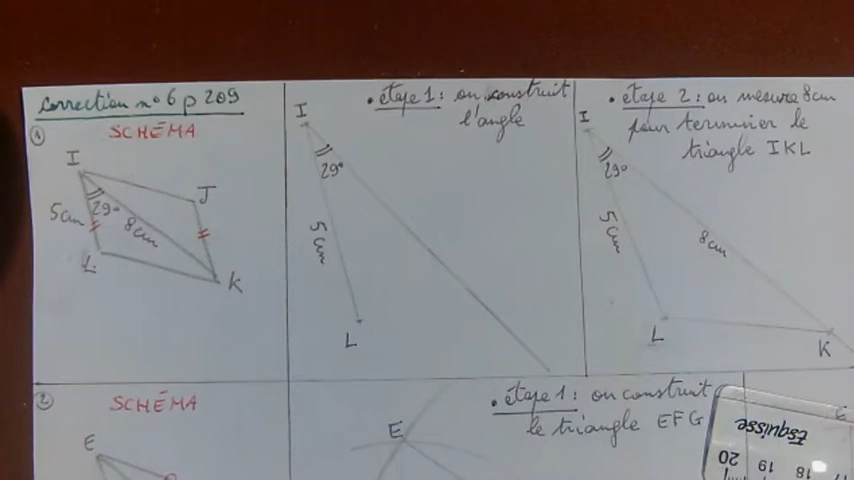 correction n°6 p 209
① SCHÉMA
I
J
5cm
29°
8cm
L
K
• étape 1: on construit
l'angle
I
29°
5cm
L
• étape 2: on mesure 8cm
pour terminer le
triangle IKL
I
29°
5cm
8cm
L
K
② SCHÉMA
E
• étape 1: on construit
le triangle EFG
E
E
Esquisse
20 19 18 17